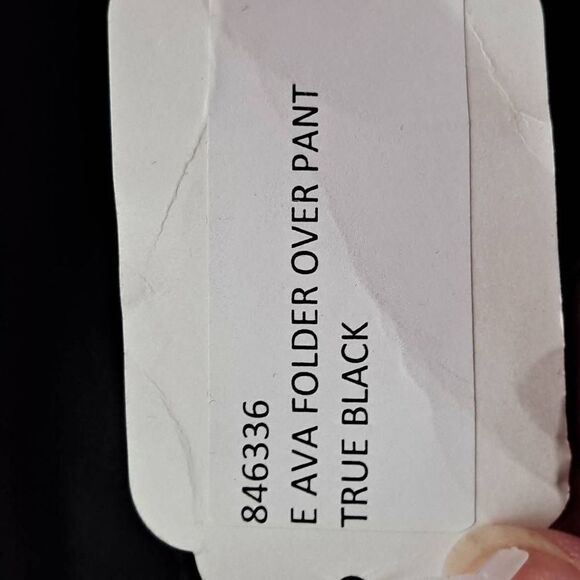 846336
E AVA FOLDER OVER PANT
TRUE BLACK